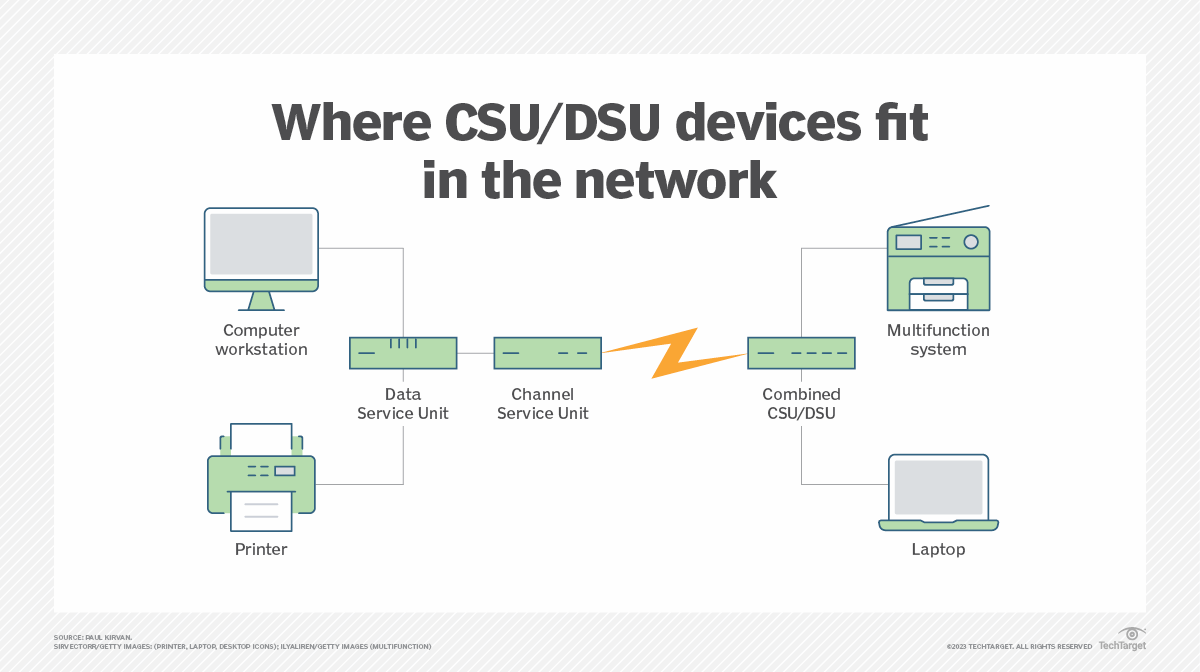 Where CSU/DSU devices fit
in the network
Computer
workstation
Multifunction
system
Data
Service Unit
Channel
Service Unit
Combined
CSU/DSU
Printer
Laptop
SOURCE: PAUL KIRVAN.
SIRVECTORR/GETTY IMAGES: (PRINTER, LAPTOP, DESKTOP ICONS); ILYALIREN/GETTY IMAGES (MULTIFUNCTION)
©2023 TECHTARGET. ALL RIGHTS RESERVED
TechTarget